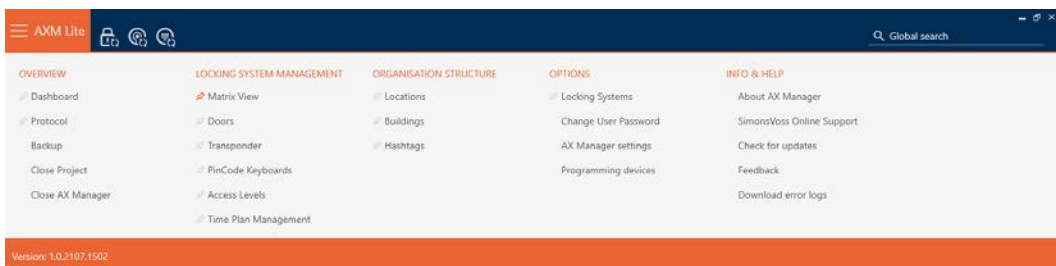 AXM Lite
Global search
OVERVIEW
Dashboard
Protocol
Backup
Close Project
Close AX Manager
LOCKING SYSTEM MANAGEMENT
Matrix View
Doors
Transponder
PinCode Keyboards
Access Levels
Time Plan Management
ORGANISATION STRUCTURE
Locations
Buildings
Hashtags
OPTIONS
Locking Systems
Change User Password
AX Manager settings
Programming devices
INFO & HELP
About AX Manager
SimonsVoss Online Support
Check for updates
Feedback
Download error logs
Version: 1.0.2107.1502